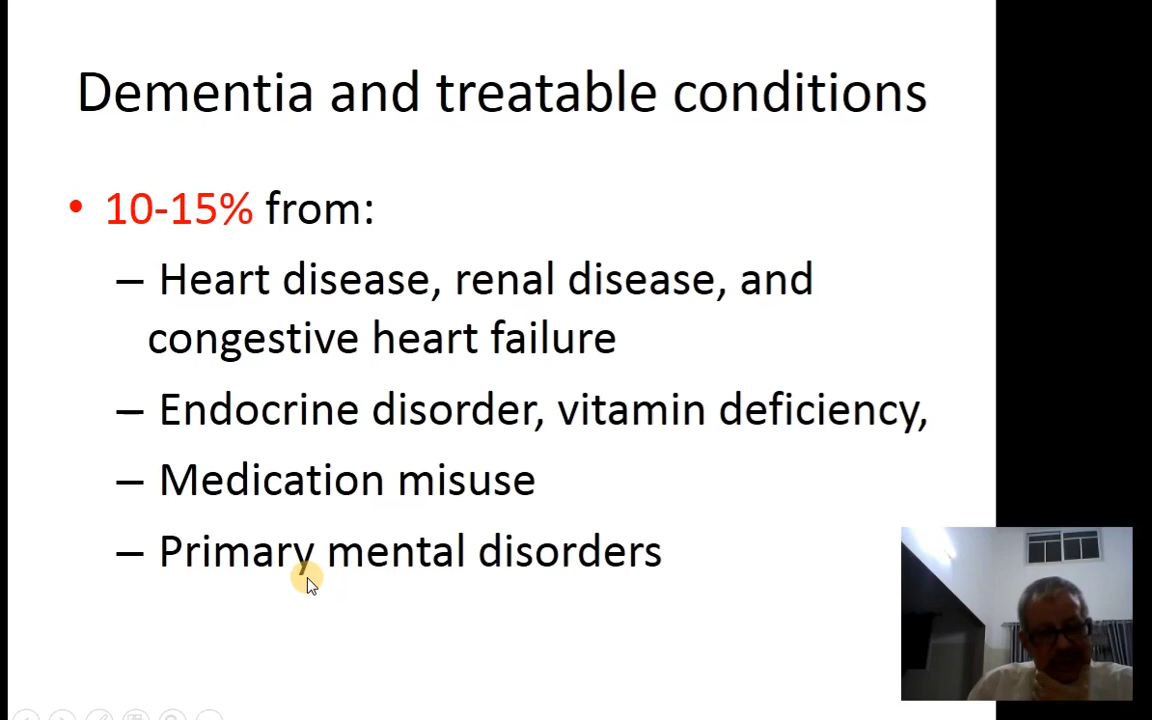 Dementia and treatable conditions
• 10-15% from:
– Heart disease, renal disease, and
congestive heart failure
– Endocrine disorder, vitamin deficiency,
– Medication misuse
– Primary mental disorders